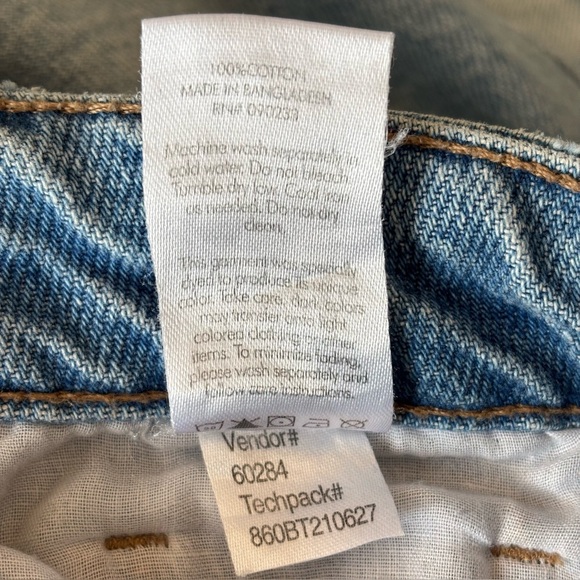 100% COTTON
MADE IN BANGLADESH
RN# 090233
Machine wash separately in
cold water. Do not bleach.
Tumble dry low. Cool iron
as needed. Do not dry
clean.
This garment was specially
dyed to produce its unique
color. Take care, dark colors
may transfer onto light
colored clothing or other
items. To minimize fading,
please wash separately and
follow care instructions.
Vendor#
60284
Techpack#
860BT210627